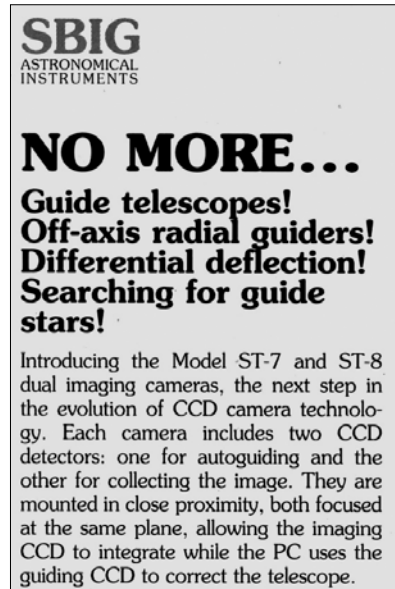 SBIG
ASTRONOMICAL
INSTRUMENTS
NO MORE...
Guide telescopes!
Off-axis radial guiders!
Differential deflection!
Searching for guide
stars!
Introducing the Model ST-7 and ST-8
dual imaging cameras, the next step in
the evolution of CCD camera technolo-
gy. Each camera includes two CCD
detectors: one for autoguiding and the
other for collecting the image. They are
mounted in close proximity, both focused
at the same plane, allowing the imaging
CCD to integrate while the PC uses the
guiding CCD to correct the telescope.